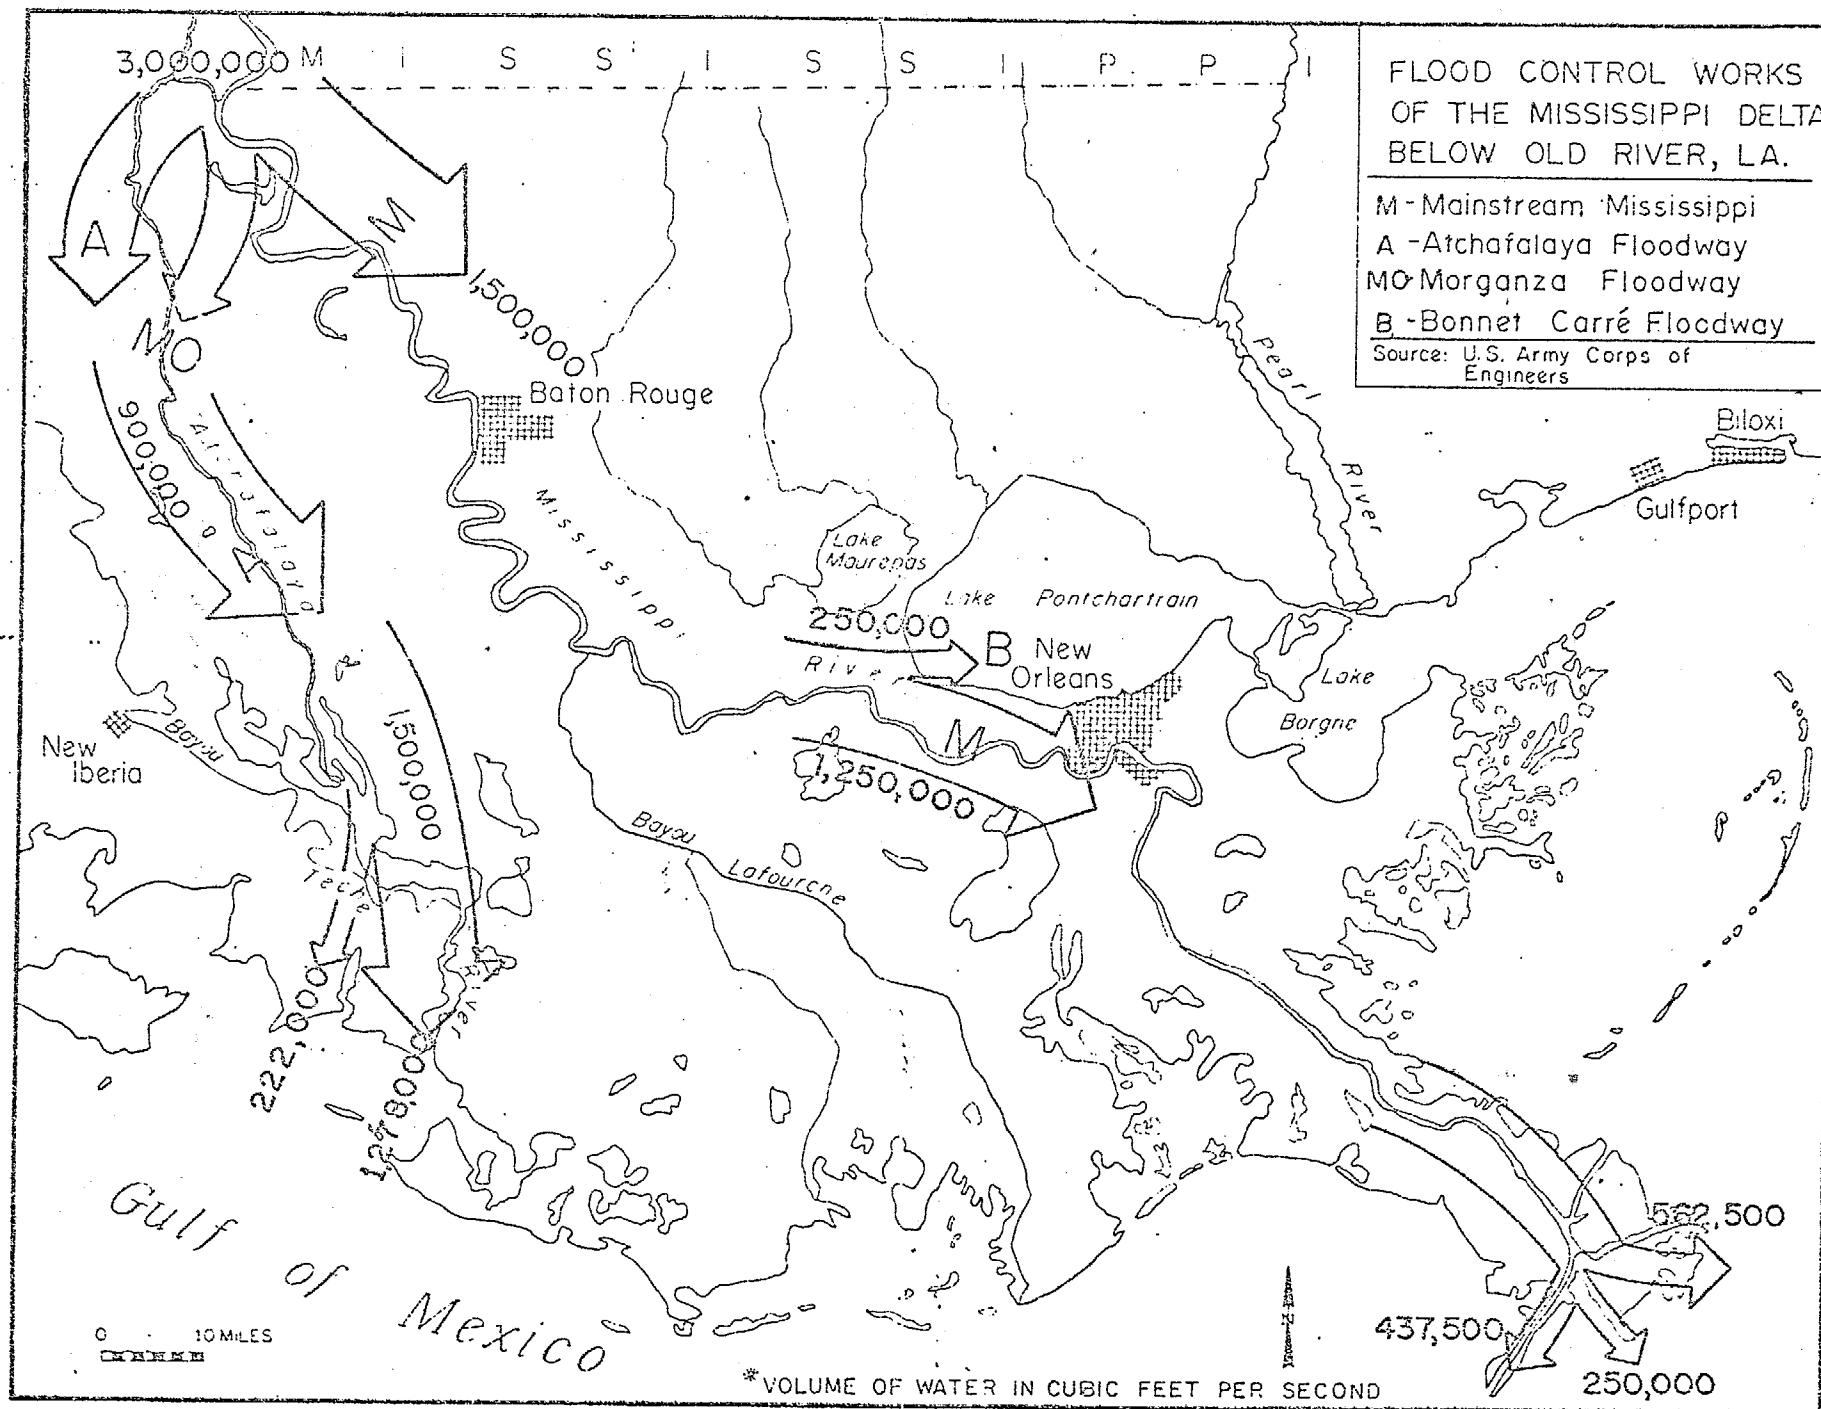 3,000,000
M I S S I S S I P P I
FLOOD CONTROL WORKS
OF THE MISSISSIPPI DELTA
BELOW OLD RIVER, LA.
M-Mainstream Mississippi
A-Atchafalaya Floodway
MO-Morganza Floodway
B-Bonnet Carré Floodway
Source: U.S. Army Corps of
Engineers
A
M
1,500,000
MO
Baton Rouge
900,000
Atchafalaya
Pearl
River
Biloxi
Gulfport
Mississippi
River
Lake
Maurepas
Lake Pontchartrain
250,000
B
New
Orleans
Lake
Borgne
M
1,250,000
New
Iberia
Bayou
Teche
1,500,000
Bayou
Lafourche
River
222,000
1,278,000
Gulf
of
Mexico
0 10 MILES
N
562,500
437,500
250,000
*VOLUME OF WATER IN CUBIC FEET PER SECOND